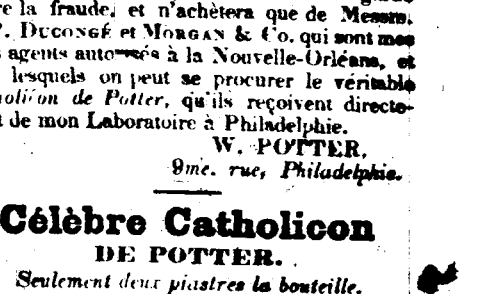 re la fraude, et n'achètera que de Messrs.
P. DUCONGÉ et MORGAN & Co. qui sont mes
s agents autorisés à la Nouvelle-Orléans, et
lesquels on peut se procurer le véritable
holicon de Potter, qu'ils reçoivent directe-
t de mon Laboratoire à Philadelphie.
W. POTTER,
9me. rue, Philadelphie.
Célèbre Catholicon
DE POTTER.
Seulement deux piastres la bouteille.